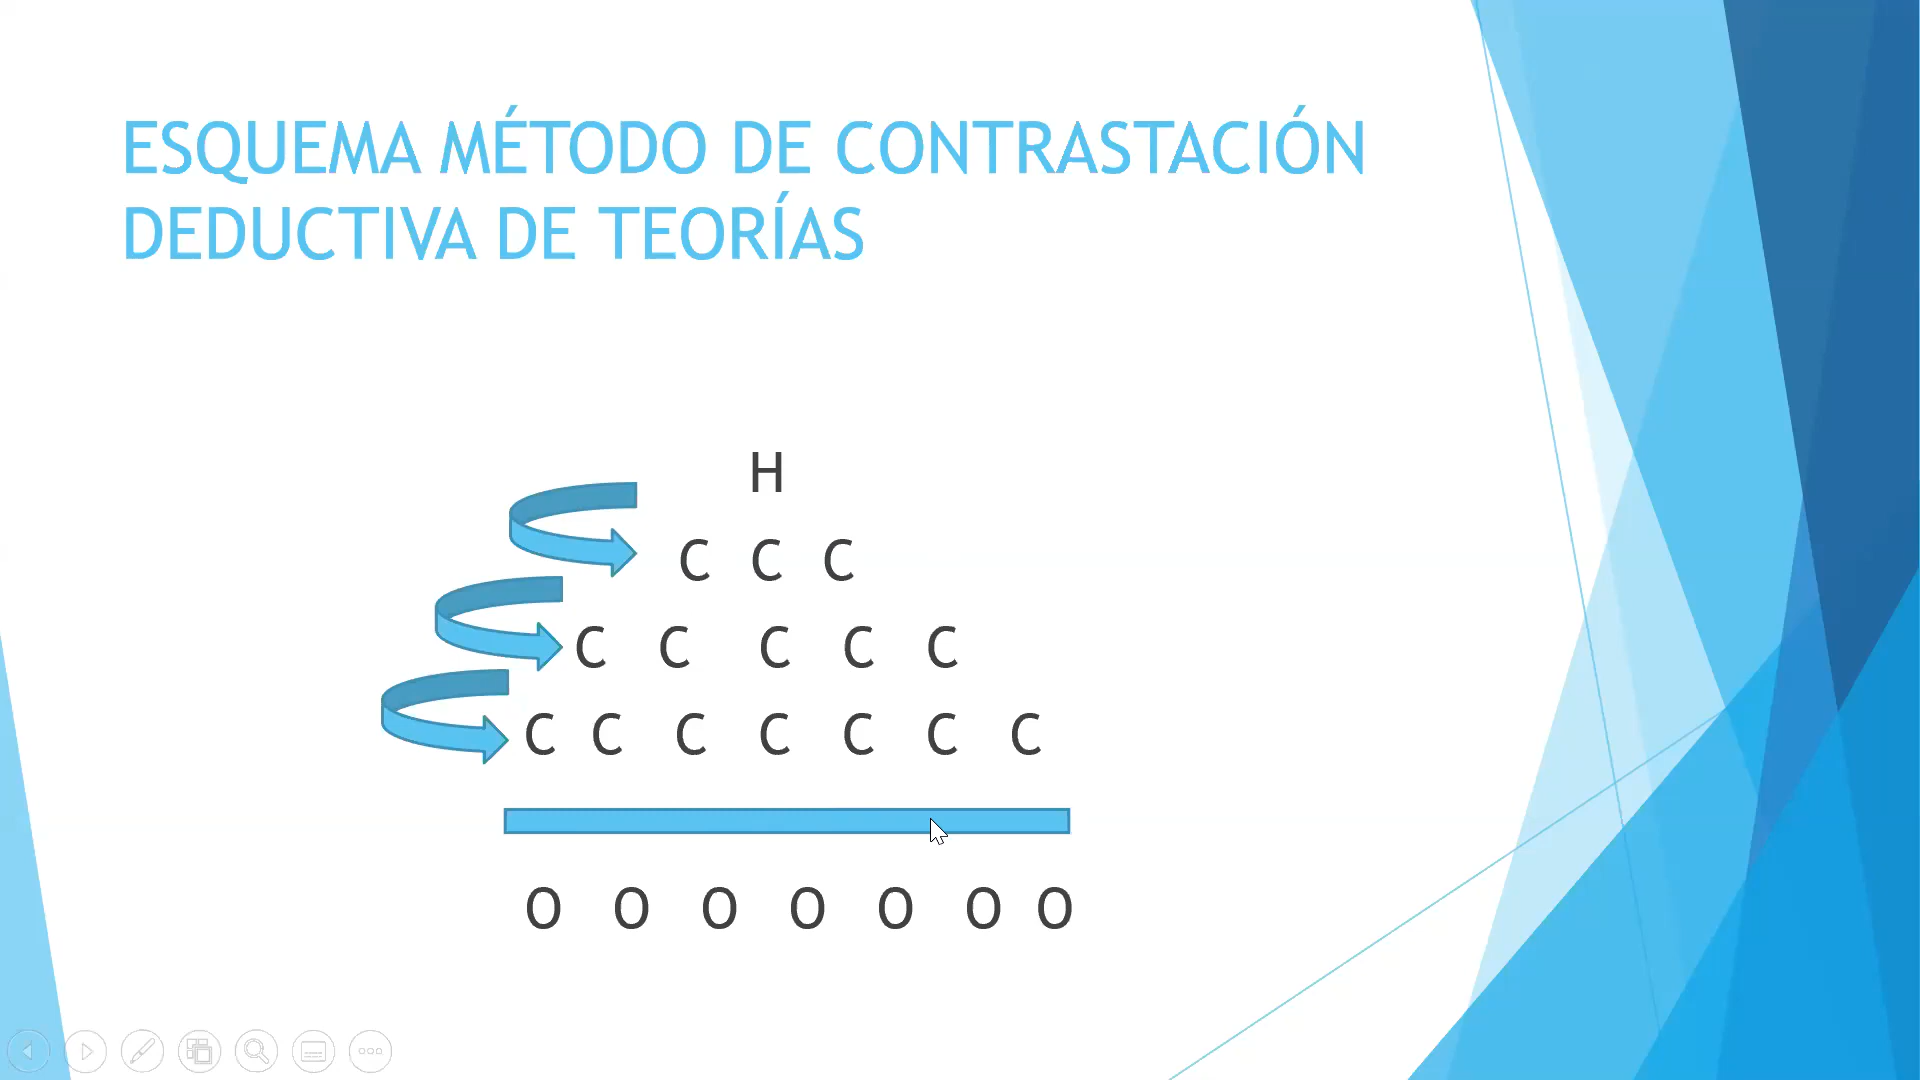 ESQUEMA MÉTODO DE CONTRASTACIÓN
DEDUCTIVA DE TEORÍAS
H
C C C
C C C C C
C C C C C C C
O O O O O O O